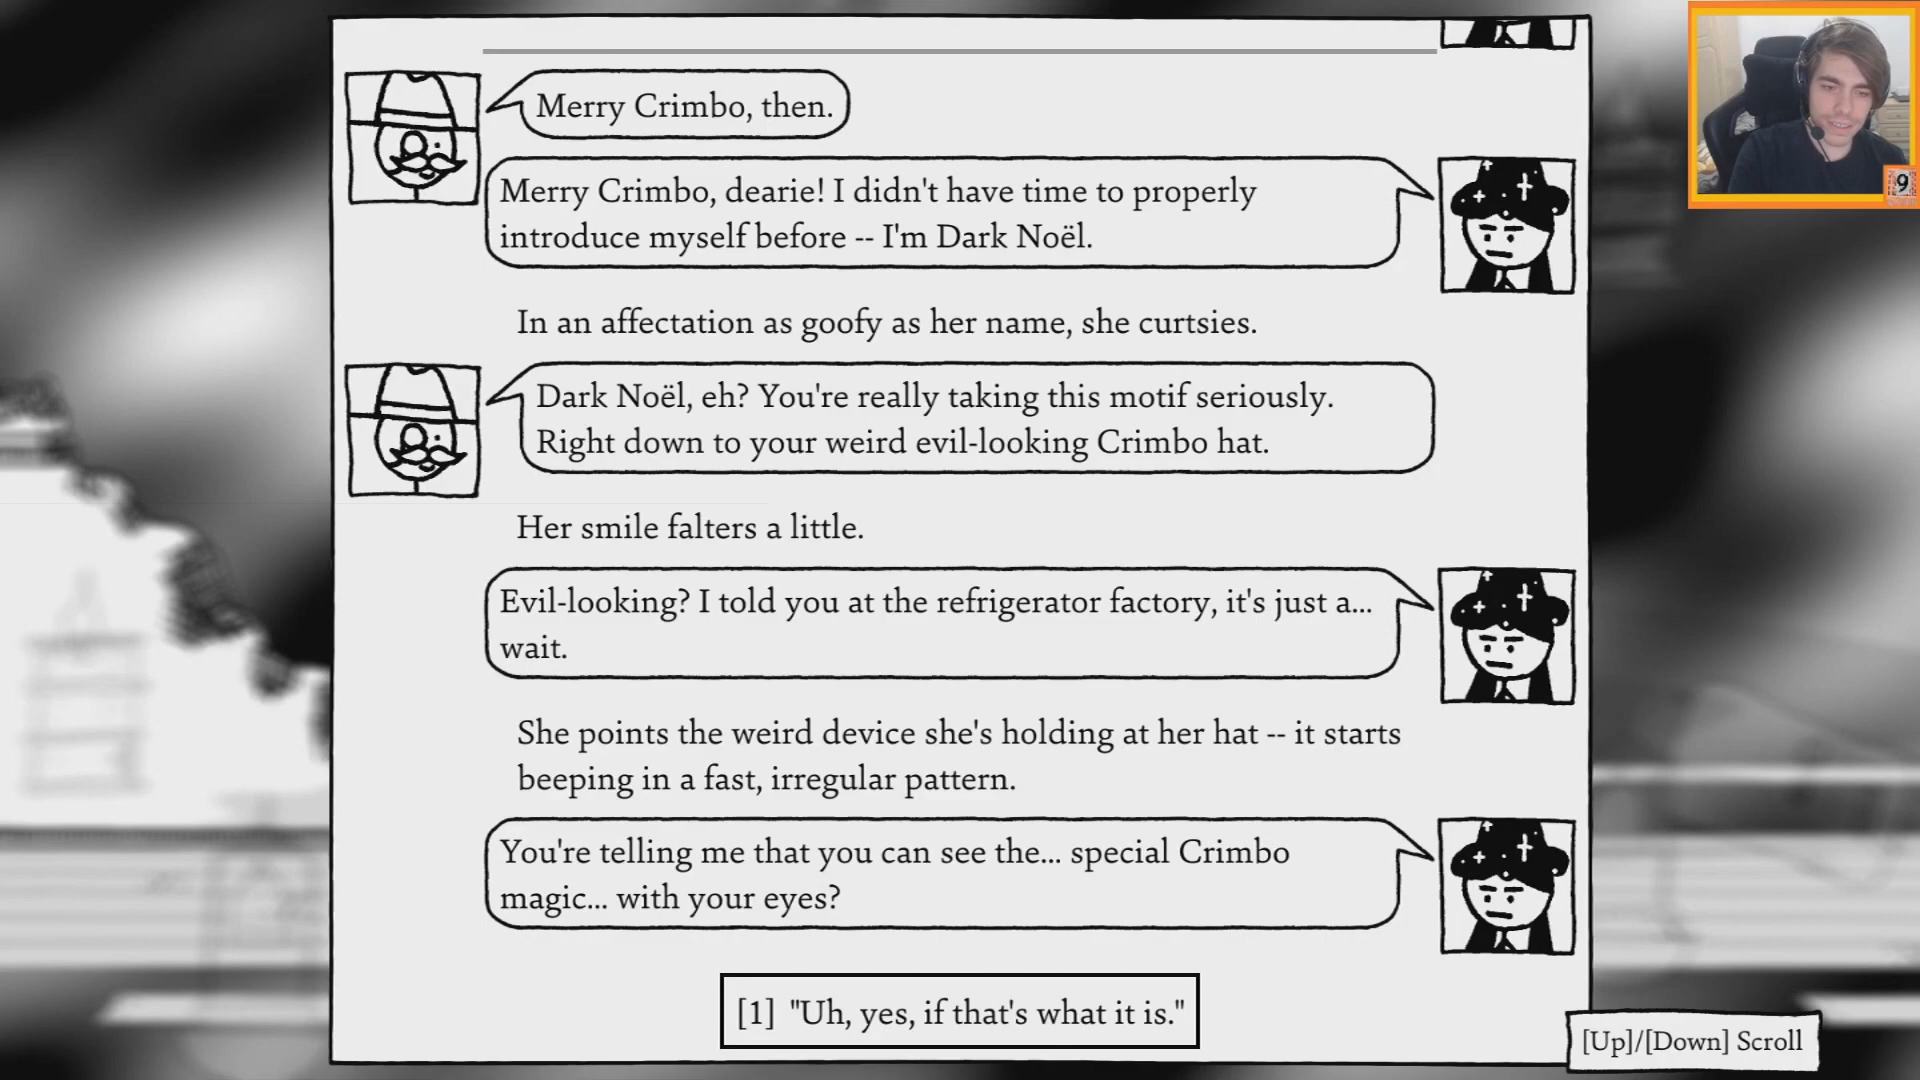 Merry Crimbo, then.
Merry Crimbo, dearie! I didn't have time to properly
introduce myself before -- I'm Dark Noël.
In an affectation as goofy as her name, she curtsies.
Dark Noël, eh? You're really taking this motif seriously.
Right down to your weird evil-looking Crimbo hat.
Her smile falters a little.
Evil-looking? I told you at the refrigerator factory, it's just a...
wait.
She points the weird device she's holding at her hat -- it starts
beeping in a fast, irregular pattern.
You're telling me that you can see the... special Crimbo
magic... with your eyes?
[1] "Uh, yes, if that's what it is."
[Up]/[Down] Scroll
9